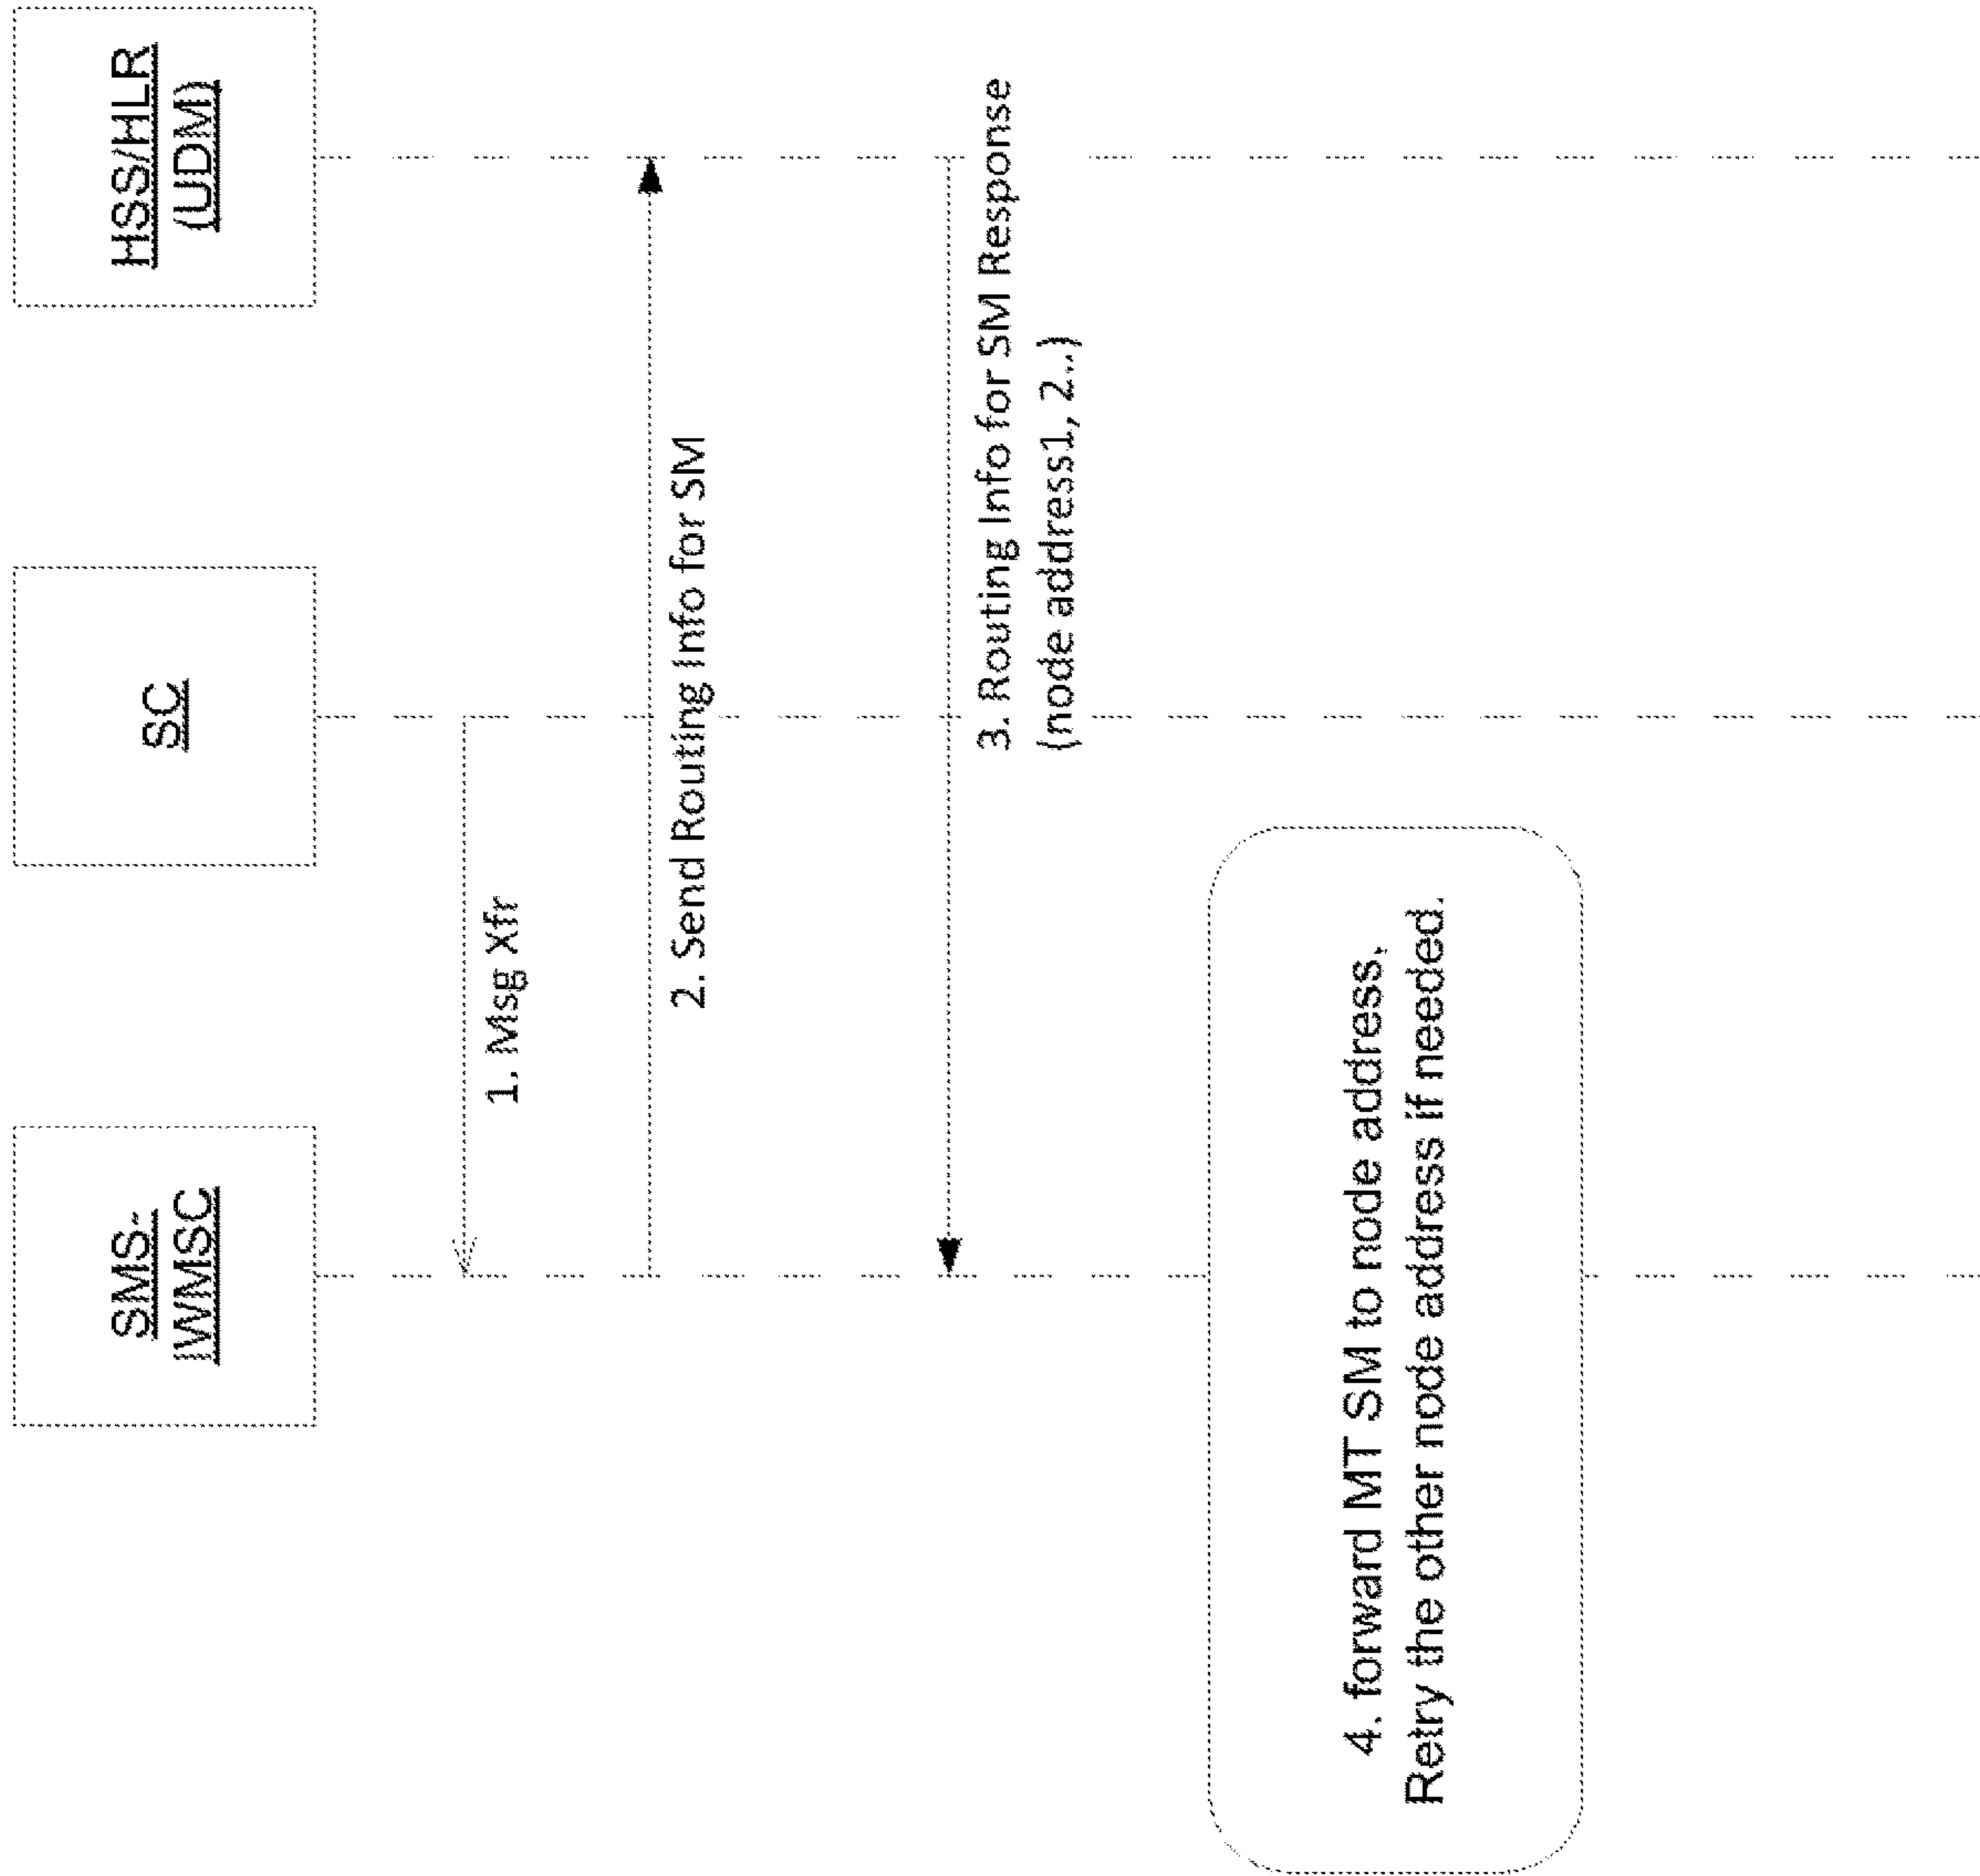 SMS-
IWMSC
SC
HSS/HLR
(UDM)
1. Msg Xfr
2. Send Routing Info for SM
3. Routing Info for SM Response
(node address1, 2..)
4. forward MT SM to node address,
Retry the other node address if needed.